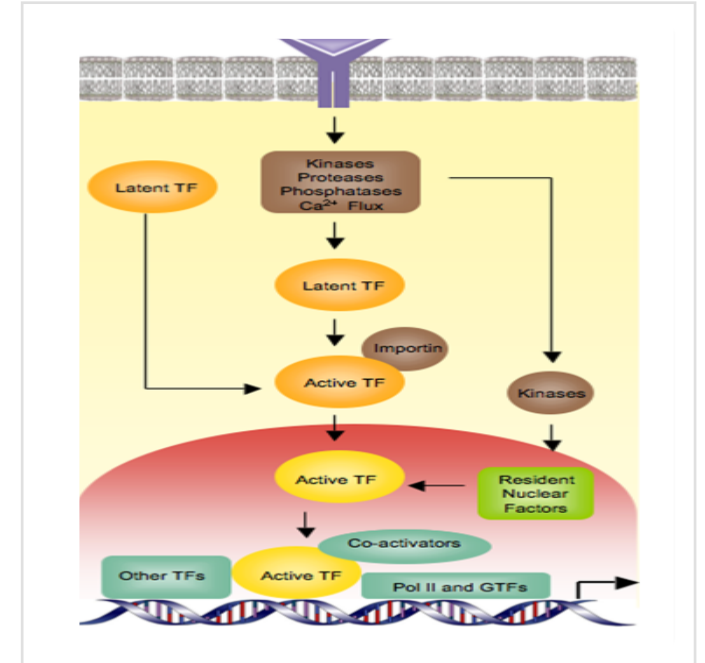 Latent TF
Kinases
Proteases
Phosphatases
Ca²⁺ Flux
Latent TF
Importin
Active TF
Kinases
Active TF
Resident
Nuclear
Factors
Co-activators
Other TFs
Active TF
Pol II and GTFs